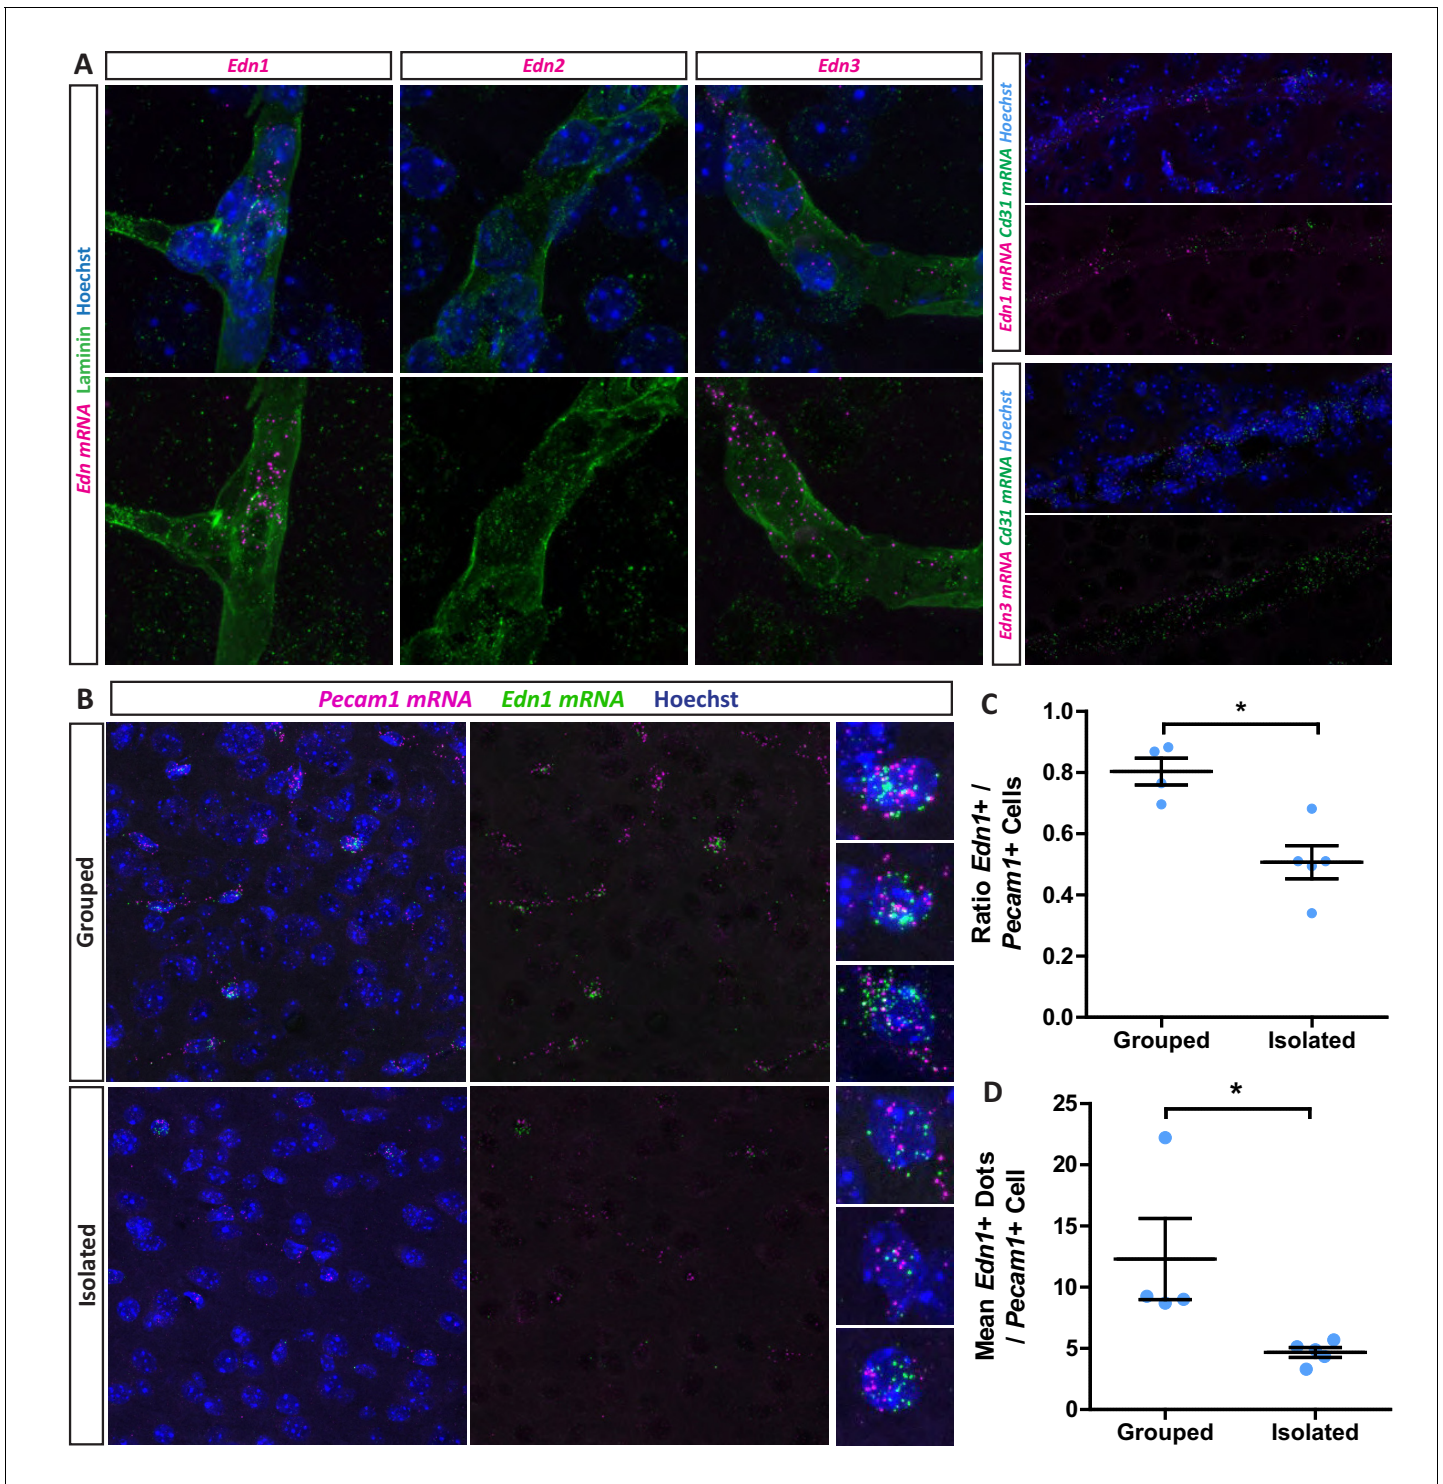 A
Edn1
Edn2
Edn3
Edn mRNA Laminin Hoechst
Edn1 mRNA Cd31 mRNA Hoechst
Edn3 mRNA Cd31 mRNA Hoechst
B
Pecam1 mRNA Edn1 mRNA Hoechst
Grouped
Isolated
C
Ratio Edn1+ /
Pecam1+ Cells
1.0
0.8
0.6
0.4
0.2
0.0
*
Grouped Isolated
D
Mean Edn1+ Dots
/ Pecam1+ Cell
25
20
15
10
5
0
*
Grouped Isolated